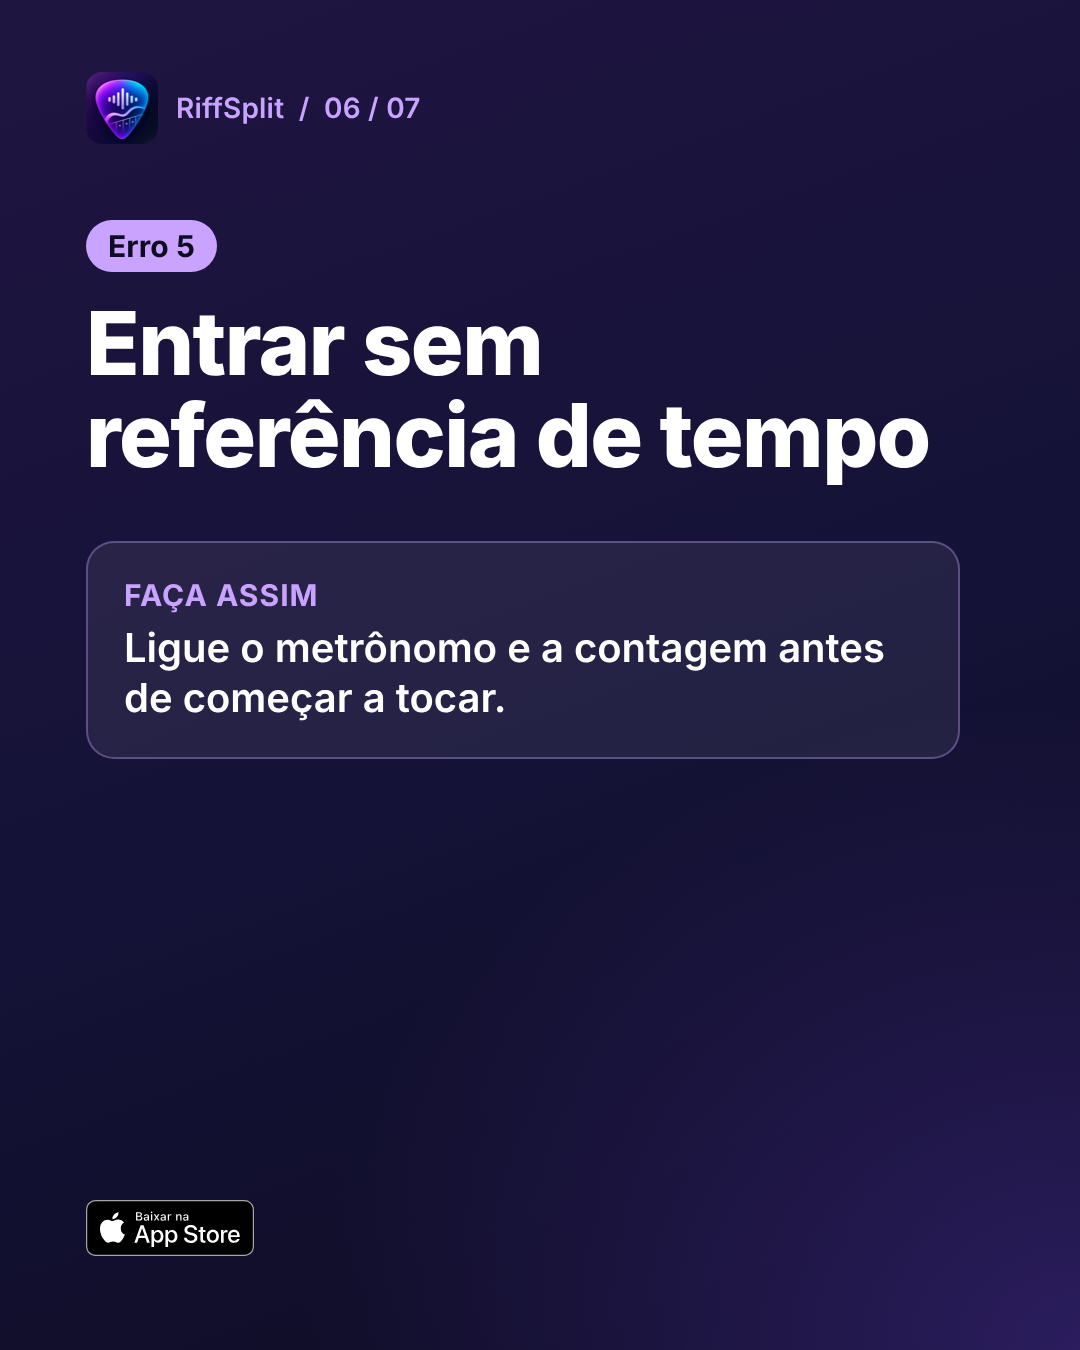 RiffSplit / 06 / 07
Erro 5
Entrar sem
referência de tempo
FAÇA ASSIM
Ligue o metrônomo e a contagem antes
de começar a tocar.
Baixar na
App Store